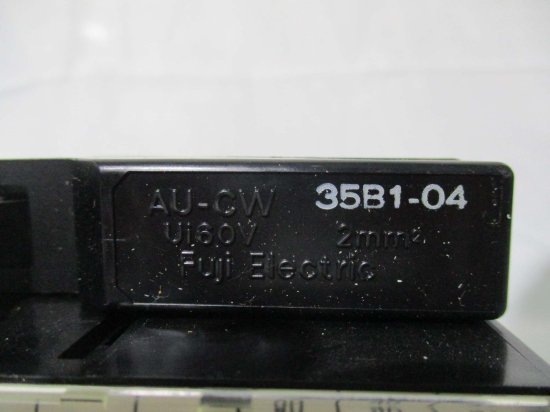 AU-CW 35B1-04
Ui60V 2mm²
Fuji Electric